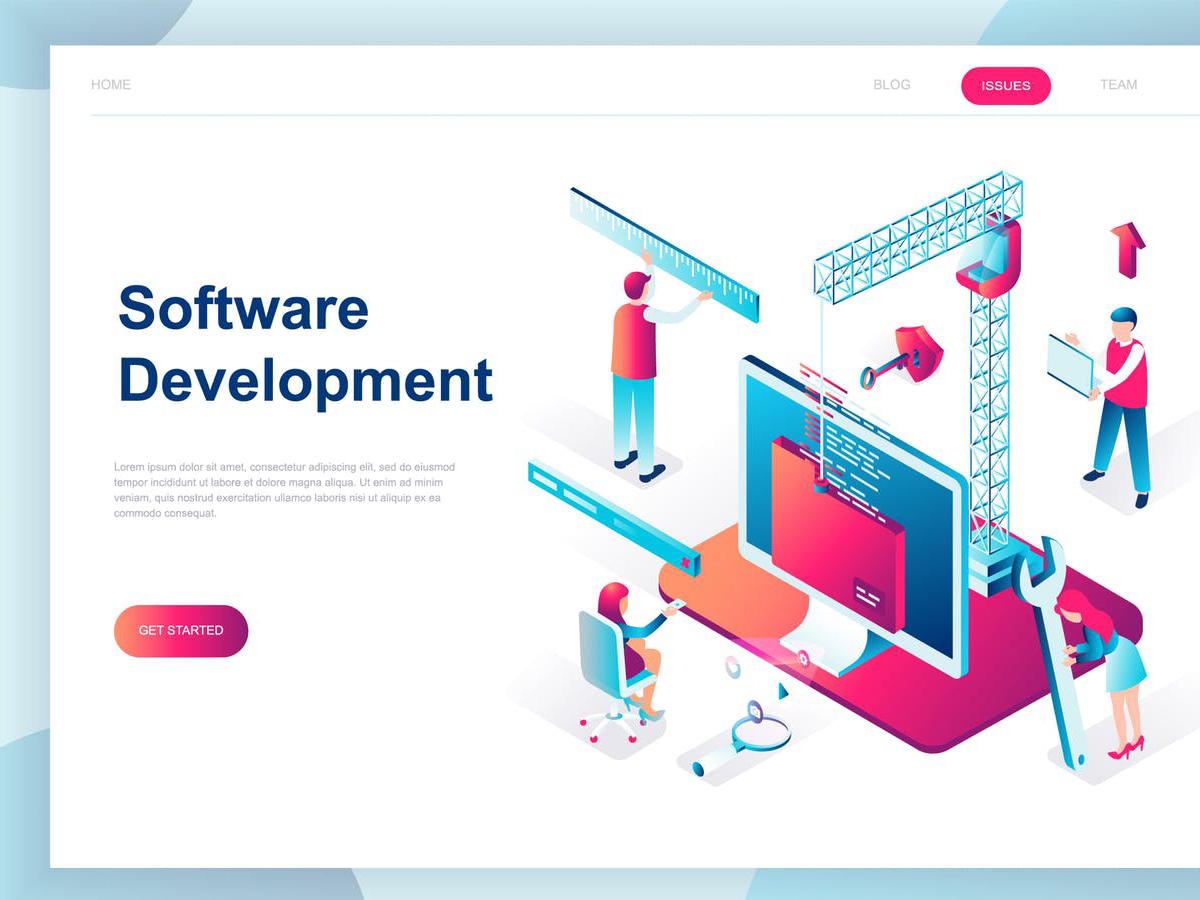 HOME
BLOG
ISSUES
TEAM
Software
Development
Lorem ipsum dolor sit amet, consectetur adipiscing elit, sed do eiusmod
tempor incididunt ut labore et dolore magna aliqua. Ut enim ad minim
veniam, quis nostrud exercitation ullamco laboris nisi ut aliquip ex ea
commodo consequat.
GET STARTED